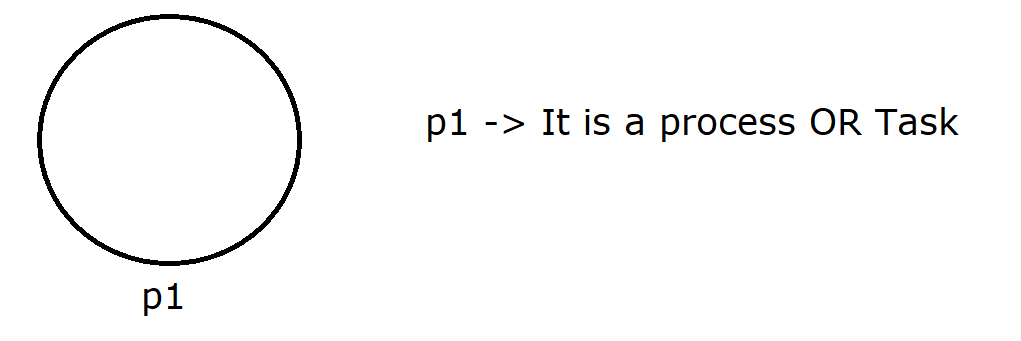 p1 -> It is a process OR Task
p1